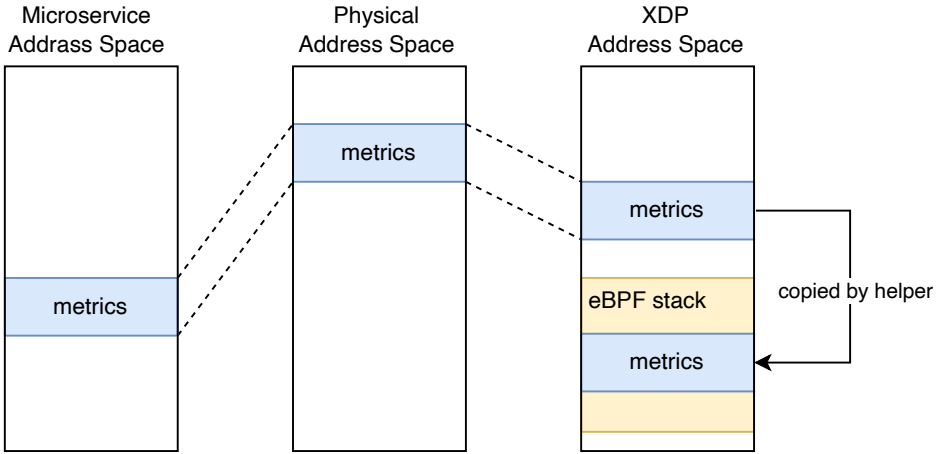 Microservice
Addrass Space
Physical
Address Space
XDP
Address Space
metrics
metrics
metrics
eBPF stack
metrics
copied by helper